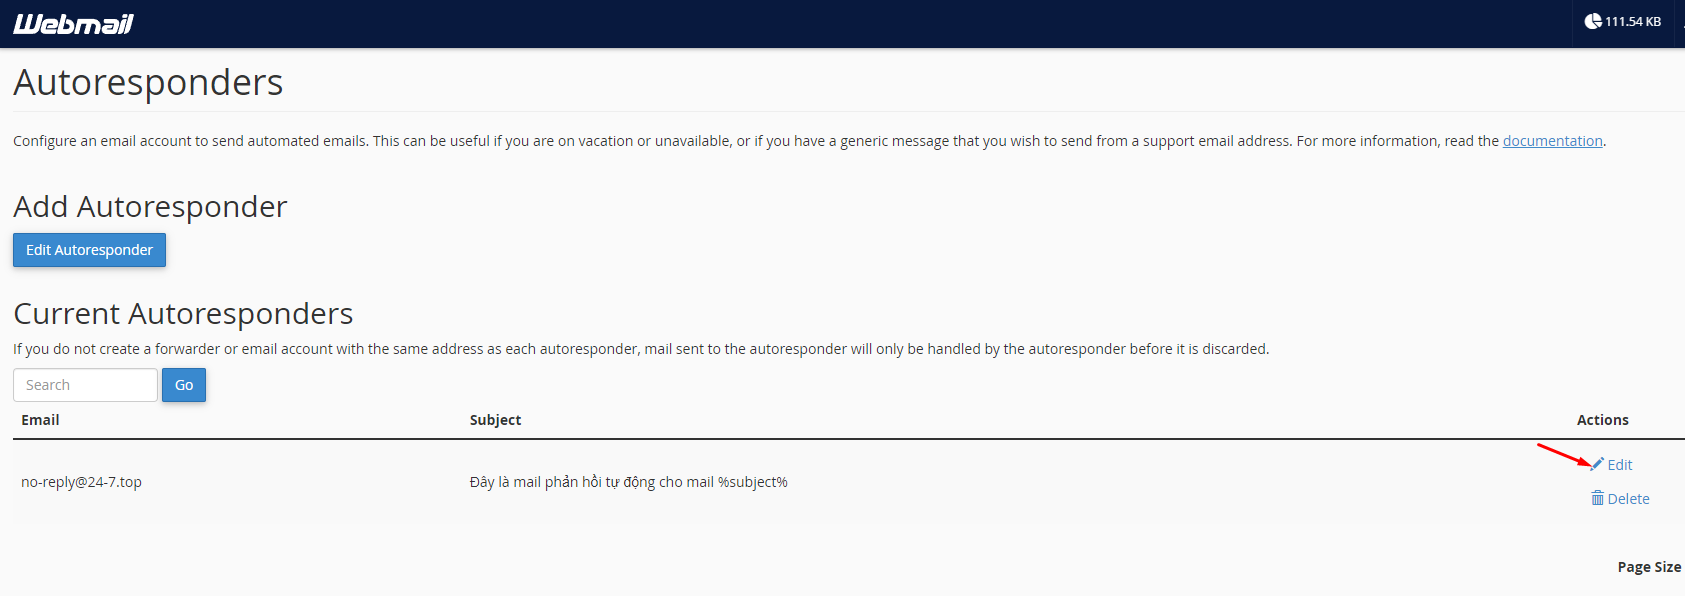 Webmail
111.54 KB
Autoresponders
Configure an email account to send automated emails. This can be useful if you are on vacation or unavailable, or if you have a generic message that you wish to send from a support email address. For more information, read the documentation.
Add Autoresponder
Edit Autoresponder
Current Autoresponders
If you do not create a forwarder or email account with the same address as each autoresponder, mail sent to the autoresponder will only be handled by the autoresponder before it is discarded.
Search Go
Email Subject Actions
Edit
no-reply@24-7.top Đây là mail phản hồi tự động cho mail %subject%
Delete
Page Size